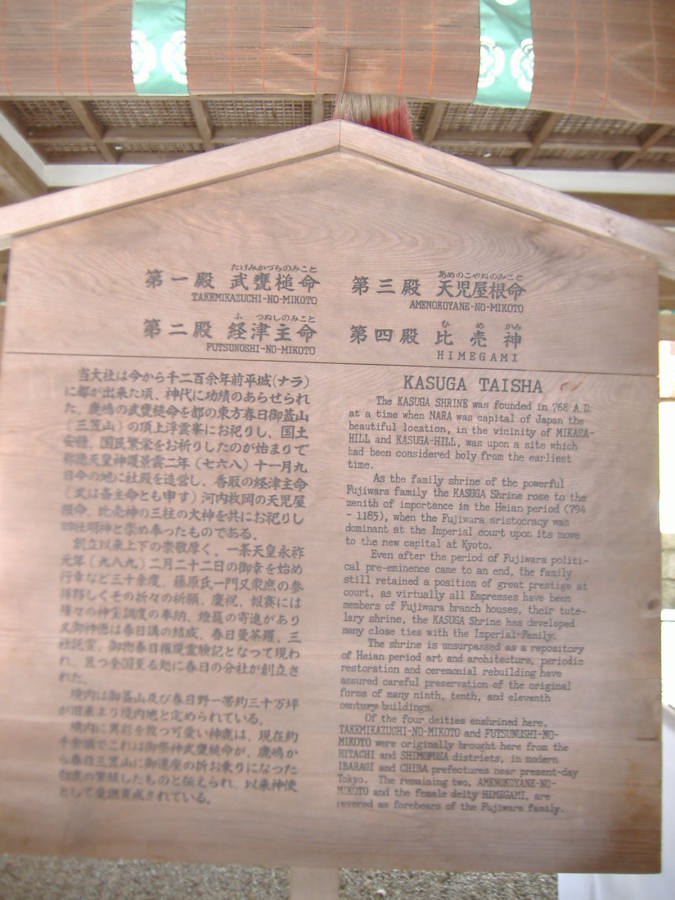 たけみかづちのみこと
第一殿 武甕槌命
TAKEMIKAZUCHI-NO-MIKOTO
ふ つぬしのみこと
第二殿 経津主命
FUTSUNUSHI-NO-MIKOTO
あめのこやねのみこと
第三殿 天児屋根命
AMENOKOYANE-NO-MIKOTO
ひ め かみ
第四殿 比売神
HIMEGAMI
当大社は今から千二百余年前平城(ナラ)
に都が出来た頃、神代に功績のあらせられ
た、鹿嶋の武甕槌命を都の東方春日御蓋山
(三笠山)の頂上浮雲峯にお祀りし、国土
安穏、国民繁栄をお祈りしたのが始まりで
称徳天皇神護景雲二年(七六八)十一月九
日今の地に社殿を造営し、香取の経津主命
(又は斎主命とも申す)河内枚岡の天児屋
根命、比売神の三柱の大神を共にお祀りし
四社明神と崇め奉ったものである。
創立以来上下の崇敬厚く、一条天皇永祚
元年(九八九)二月二十二日の御幸を始め
行幸など三十余度、藤原氏一門又衆庶の参
詣夥しくその折々の祈願、慶祝、報賽には
種々の神宝調度の奉納、燈籠の寄進があり
又御神徳は春日講の結成、春日曼荼羅、三
社託宣、御物春日権現霊験記となって現わ
れ、且つ全国至る処に春日の分社が創立さ
れた。
境内は御蓋山及び春日野一帯約三十万坪
が旧来より境内地と定められている。
境内に異彩を放つ可愛い神鹿は、現在約
千余頭でこれは御祭神武甕槌命が、鹿嶋か
ら春日三笠山に御遷座の折お乗りになった
白鹿の繁殖したものと伝えられ、以来神使
として愛護育成されている。
KASUGA TAISHA
The KASUGA SHRINE was founded in 768 A.D.
at a time when NARA was capital of Japan the
beautiful location, in the vicinity of MIKASA-
HILL and KASUGA-HILL, was upon a site which
had been considered holy from the earliest
time.
As the family shrine of the powerful
Fujiwara family the KASUGA Shrine rose to the
zenith of importance in the Heian period (794
- 1185), when the Fujiwara aristocracy was
dominant at the Imperial court upon its move
to the new capital at Kyoto.
Even after the period of Fujiwara politi-
cal pre-eminence came to an end, the family
still retained a position of great prestige at
court, as virtually all Empresses have been
members of Fujiwara branch houses, their tute-
lary shrine, the KASUGA Shrine has developed
many close ties with the Imperial-Family.
The shrine is unsurpassed as a repository
of Heian period art and architecture, periodic
restoration and ceremonial rebuilding have
assured careful preservation of the original
forms of many ninth, tenth, and eleventh
century buildings.
Of the four deities enshrined here,
TAKEMIKAZUCHI-NO-MIKOTO and FUTSUNUSHI-NO-
MIKOTO were originally brought here from the
HITACHI and SHIMOFUSA districts, in modern
IBARAGI and CHIBA prefectures near present-day
Tokyo. The remaining two, AMENOKOYANE-NO-
MIKOTO and the female deity HIMEGAMI, are
revered as forebears of the Fujiwara family.